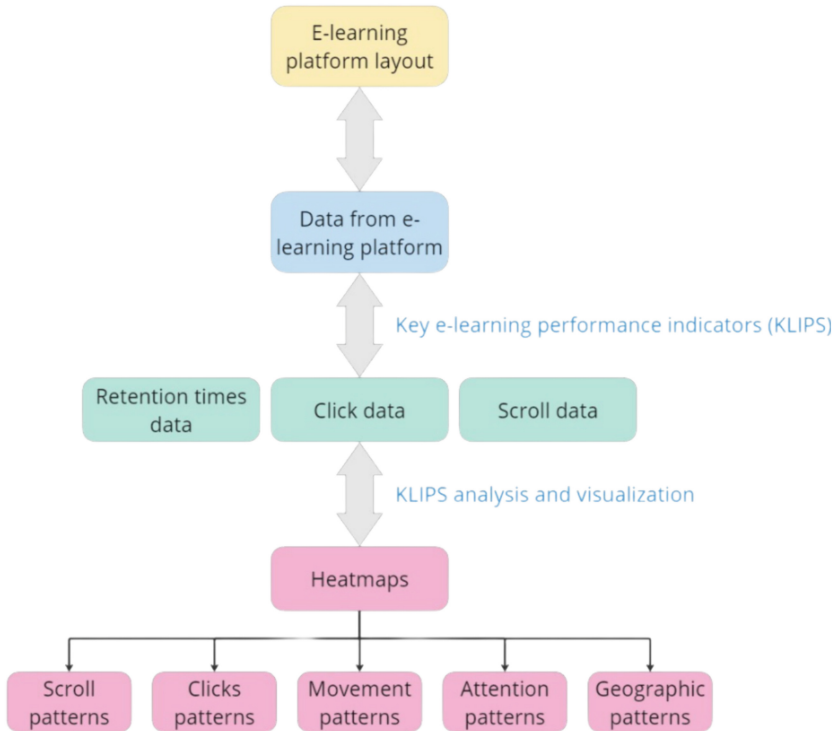 E-learning
platform layout
Data from e-
learning platform
Key e-learning performance indicators (KLIPS)
Retention times
data
Click data
Scroll data
KLIPS analysis and visualization
Heatmaps
Scroll
patterns
Clicks
patterns
Movement
patterns
Attention
patterns
Geographic
patterns